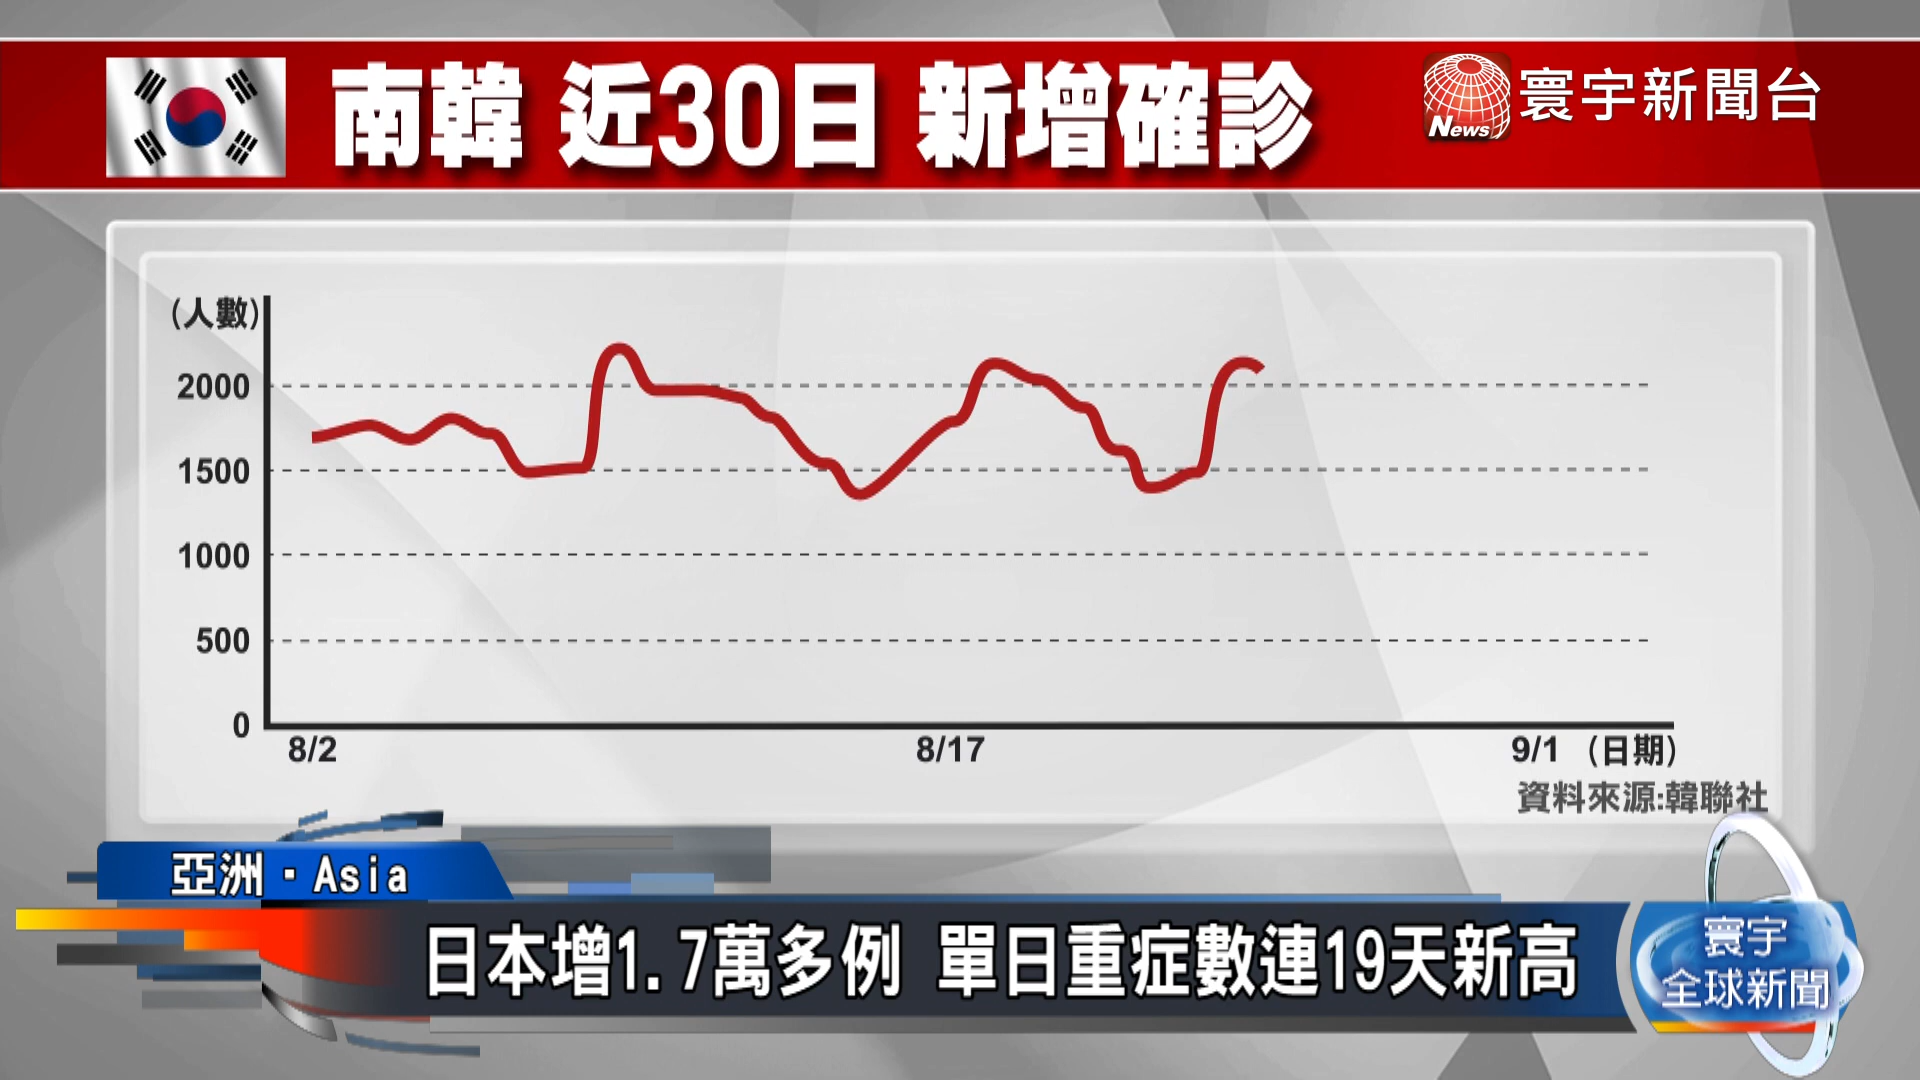 南韓 近30日 新增確診
News
寰宇新聞台
(人數)
2000
1500
1000
500
0
8/2
8/17
9/1
(日期)
資料來源:韓聯社
亞洲・Asia
日本增1.7萬多例 單日重症數連19天新高
寰宇
全球新聞